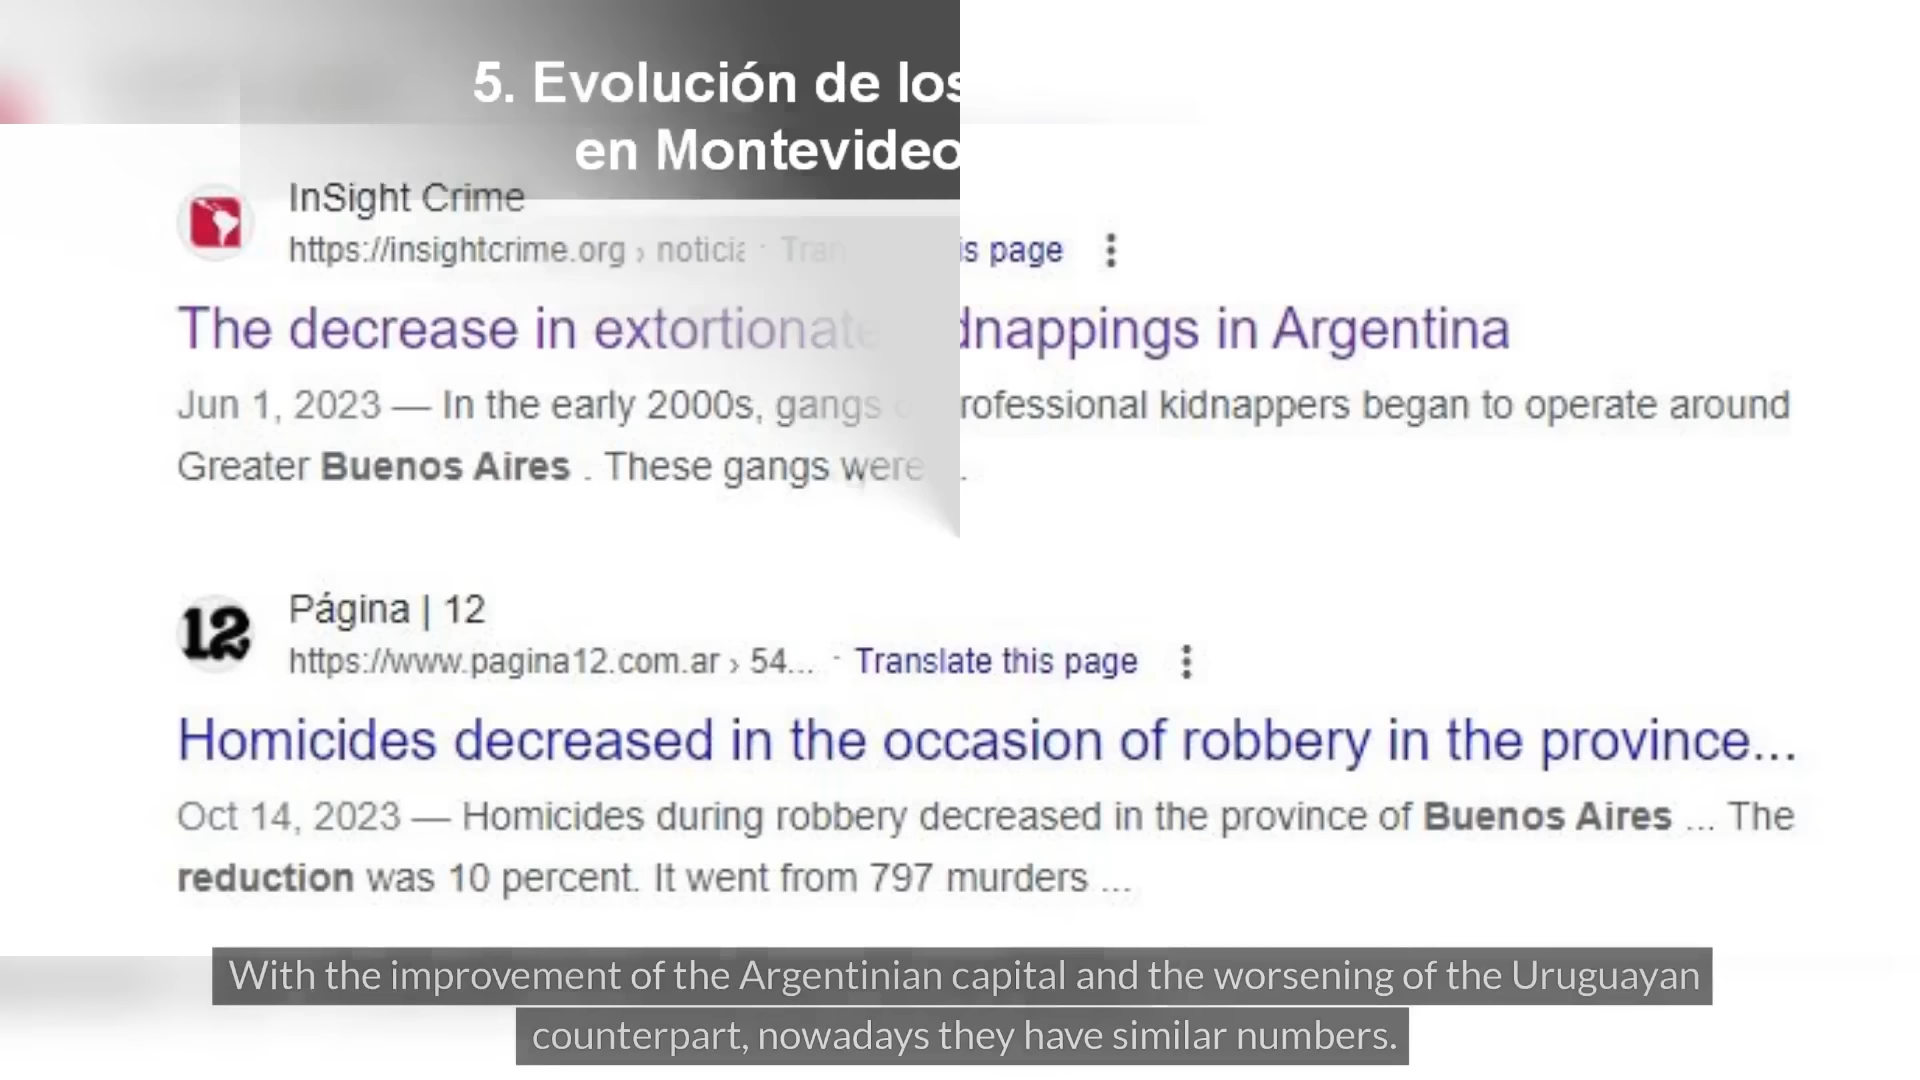 5. Evolución de los
en Montevideo
InSight Crime
https://insightcrime.org › noticia · Tran is page
The decrease in extortionate dnappings in Argentina
Jun 1, 2023 — In the early 2000s, gangs o rofessional kidnappers began to operate around
Greater Buenos Aires . These gangs were .
Página | 12
https://www.pagina12.com.ar › 54... · Translate this page
Homicides decreased in the occasion of robbery in the province...
Oct 14, 2023 — Homicides during robbery decreased in the province of Buenos Aires ... The
reduction was 10 percent. It went from 797 murders ...
With the improvement of the Argentinian capital and the worsening of the Uruguayan
counterpart, nowadays they have similar numbers.